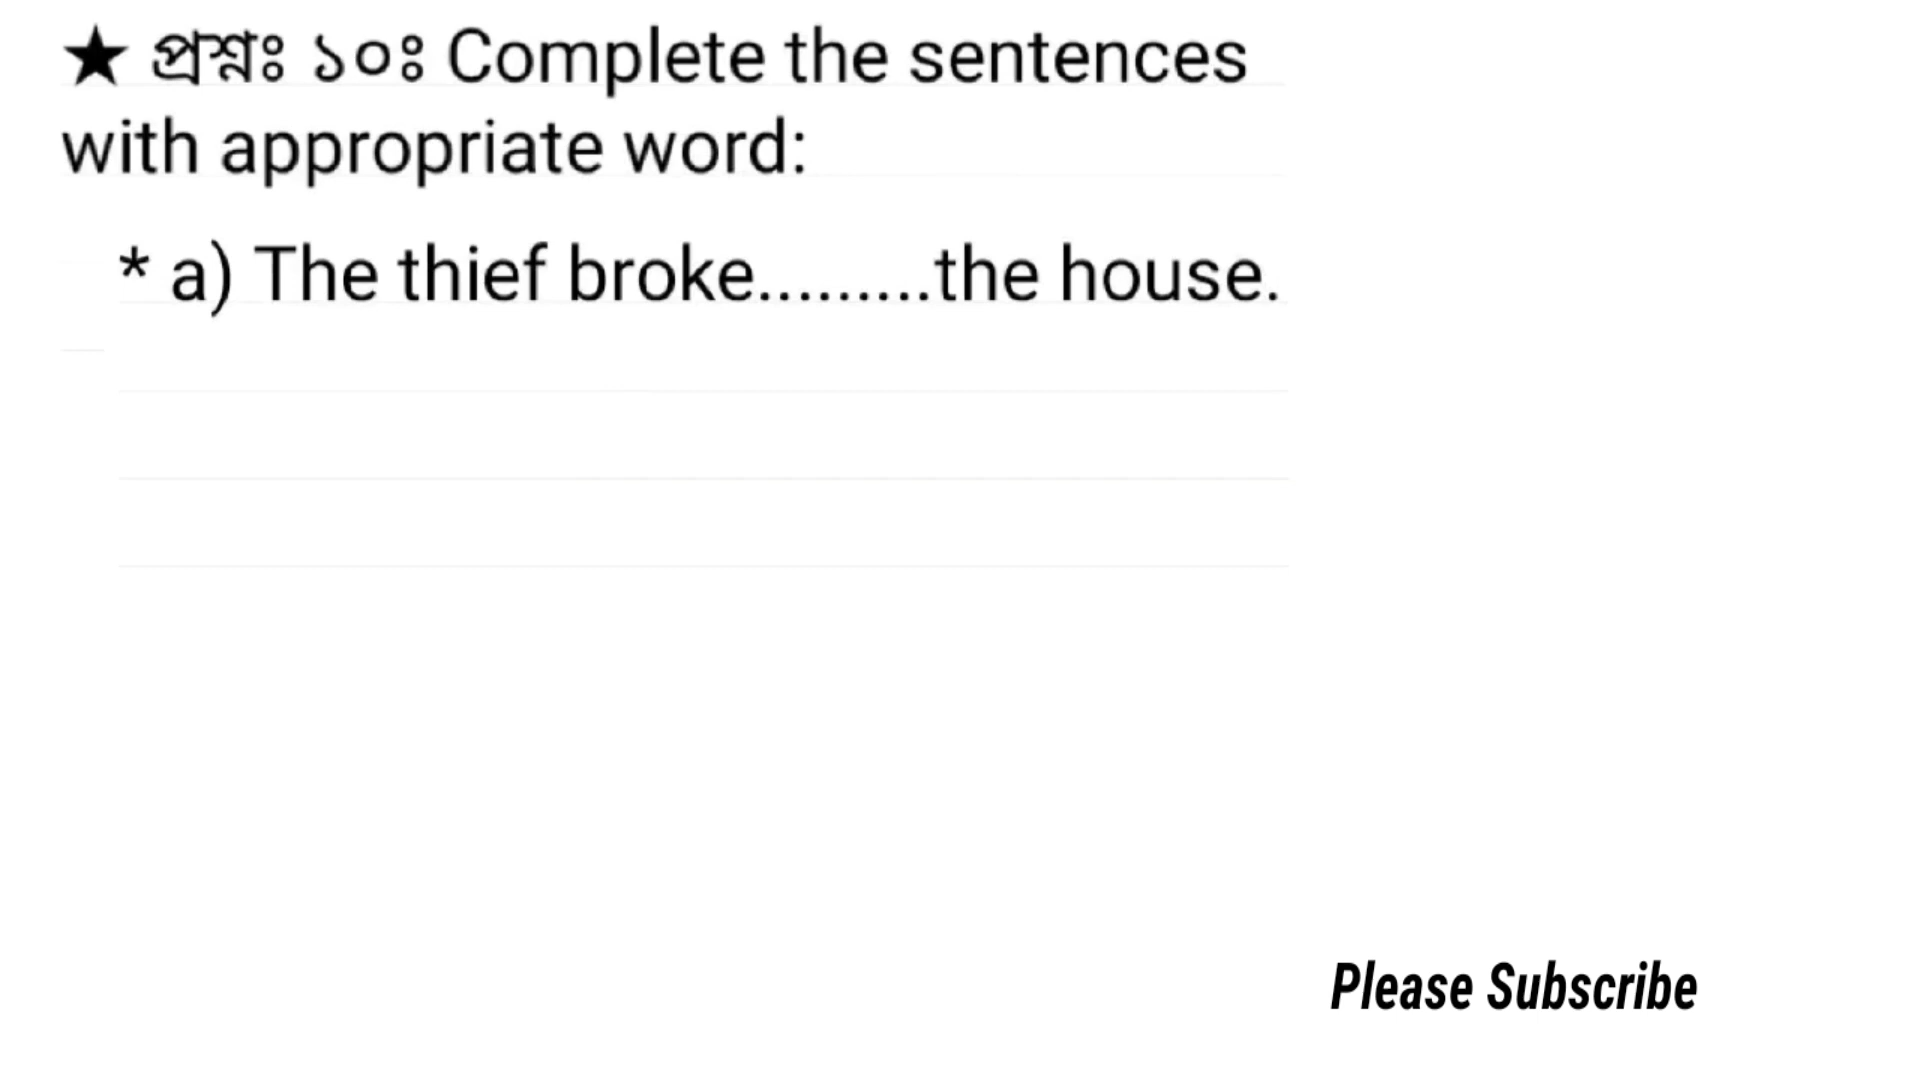 ★ প্রশ্নঃ ১০ঃ Complete the sentences
with appropriate word:
* a) The thief broke.........the house.
Please Subscribe